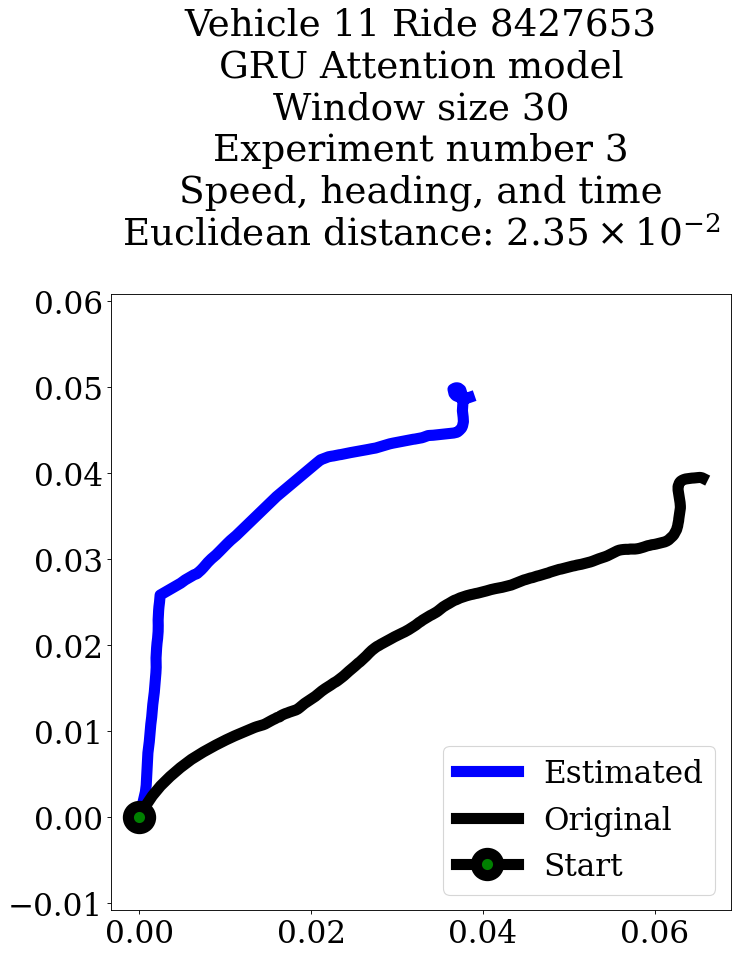 Vehicle 11 Ride 8427653
GRU Attention model
Window size 30
Experiment number 3
Speed, heading, and time
Euclidean distance: 2.35 × 10⁻²
0.06
0.05
0.04
0.03
0.02
0.01
0.00
−0.01
0.00 0.02 0.04 0.06
Estimated
Original
Start